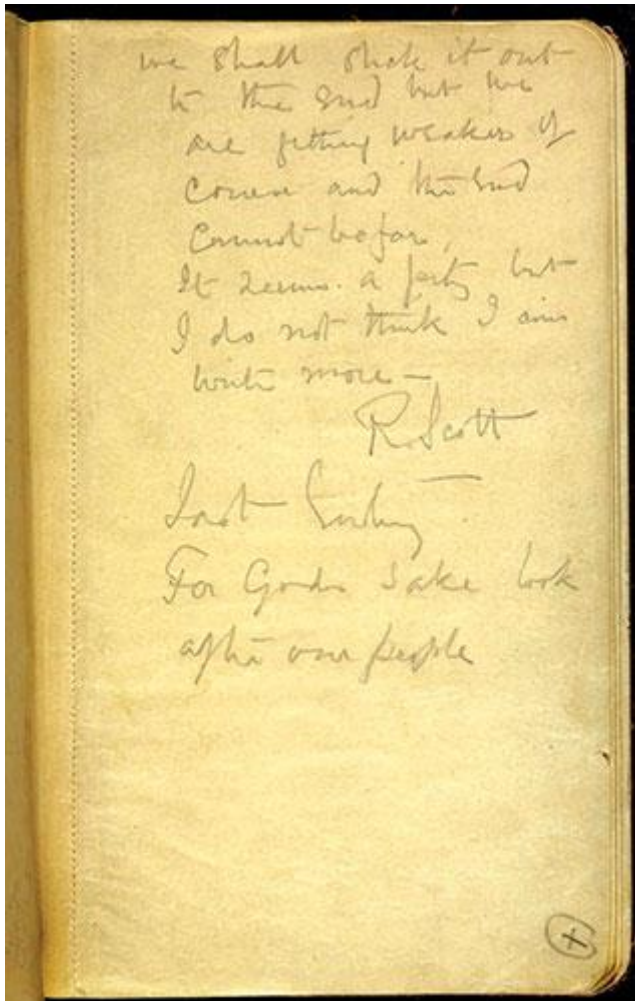 we shall stick it out
to the end but we
are getting weaker of
course and the end
cannot be far.
It seems a pity but
I do not think I can
write more —
R. Scott
Last Entry
For Gods sake look
after our people